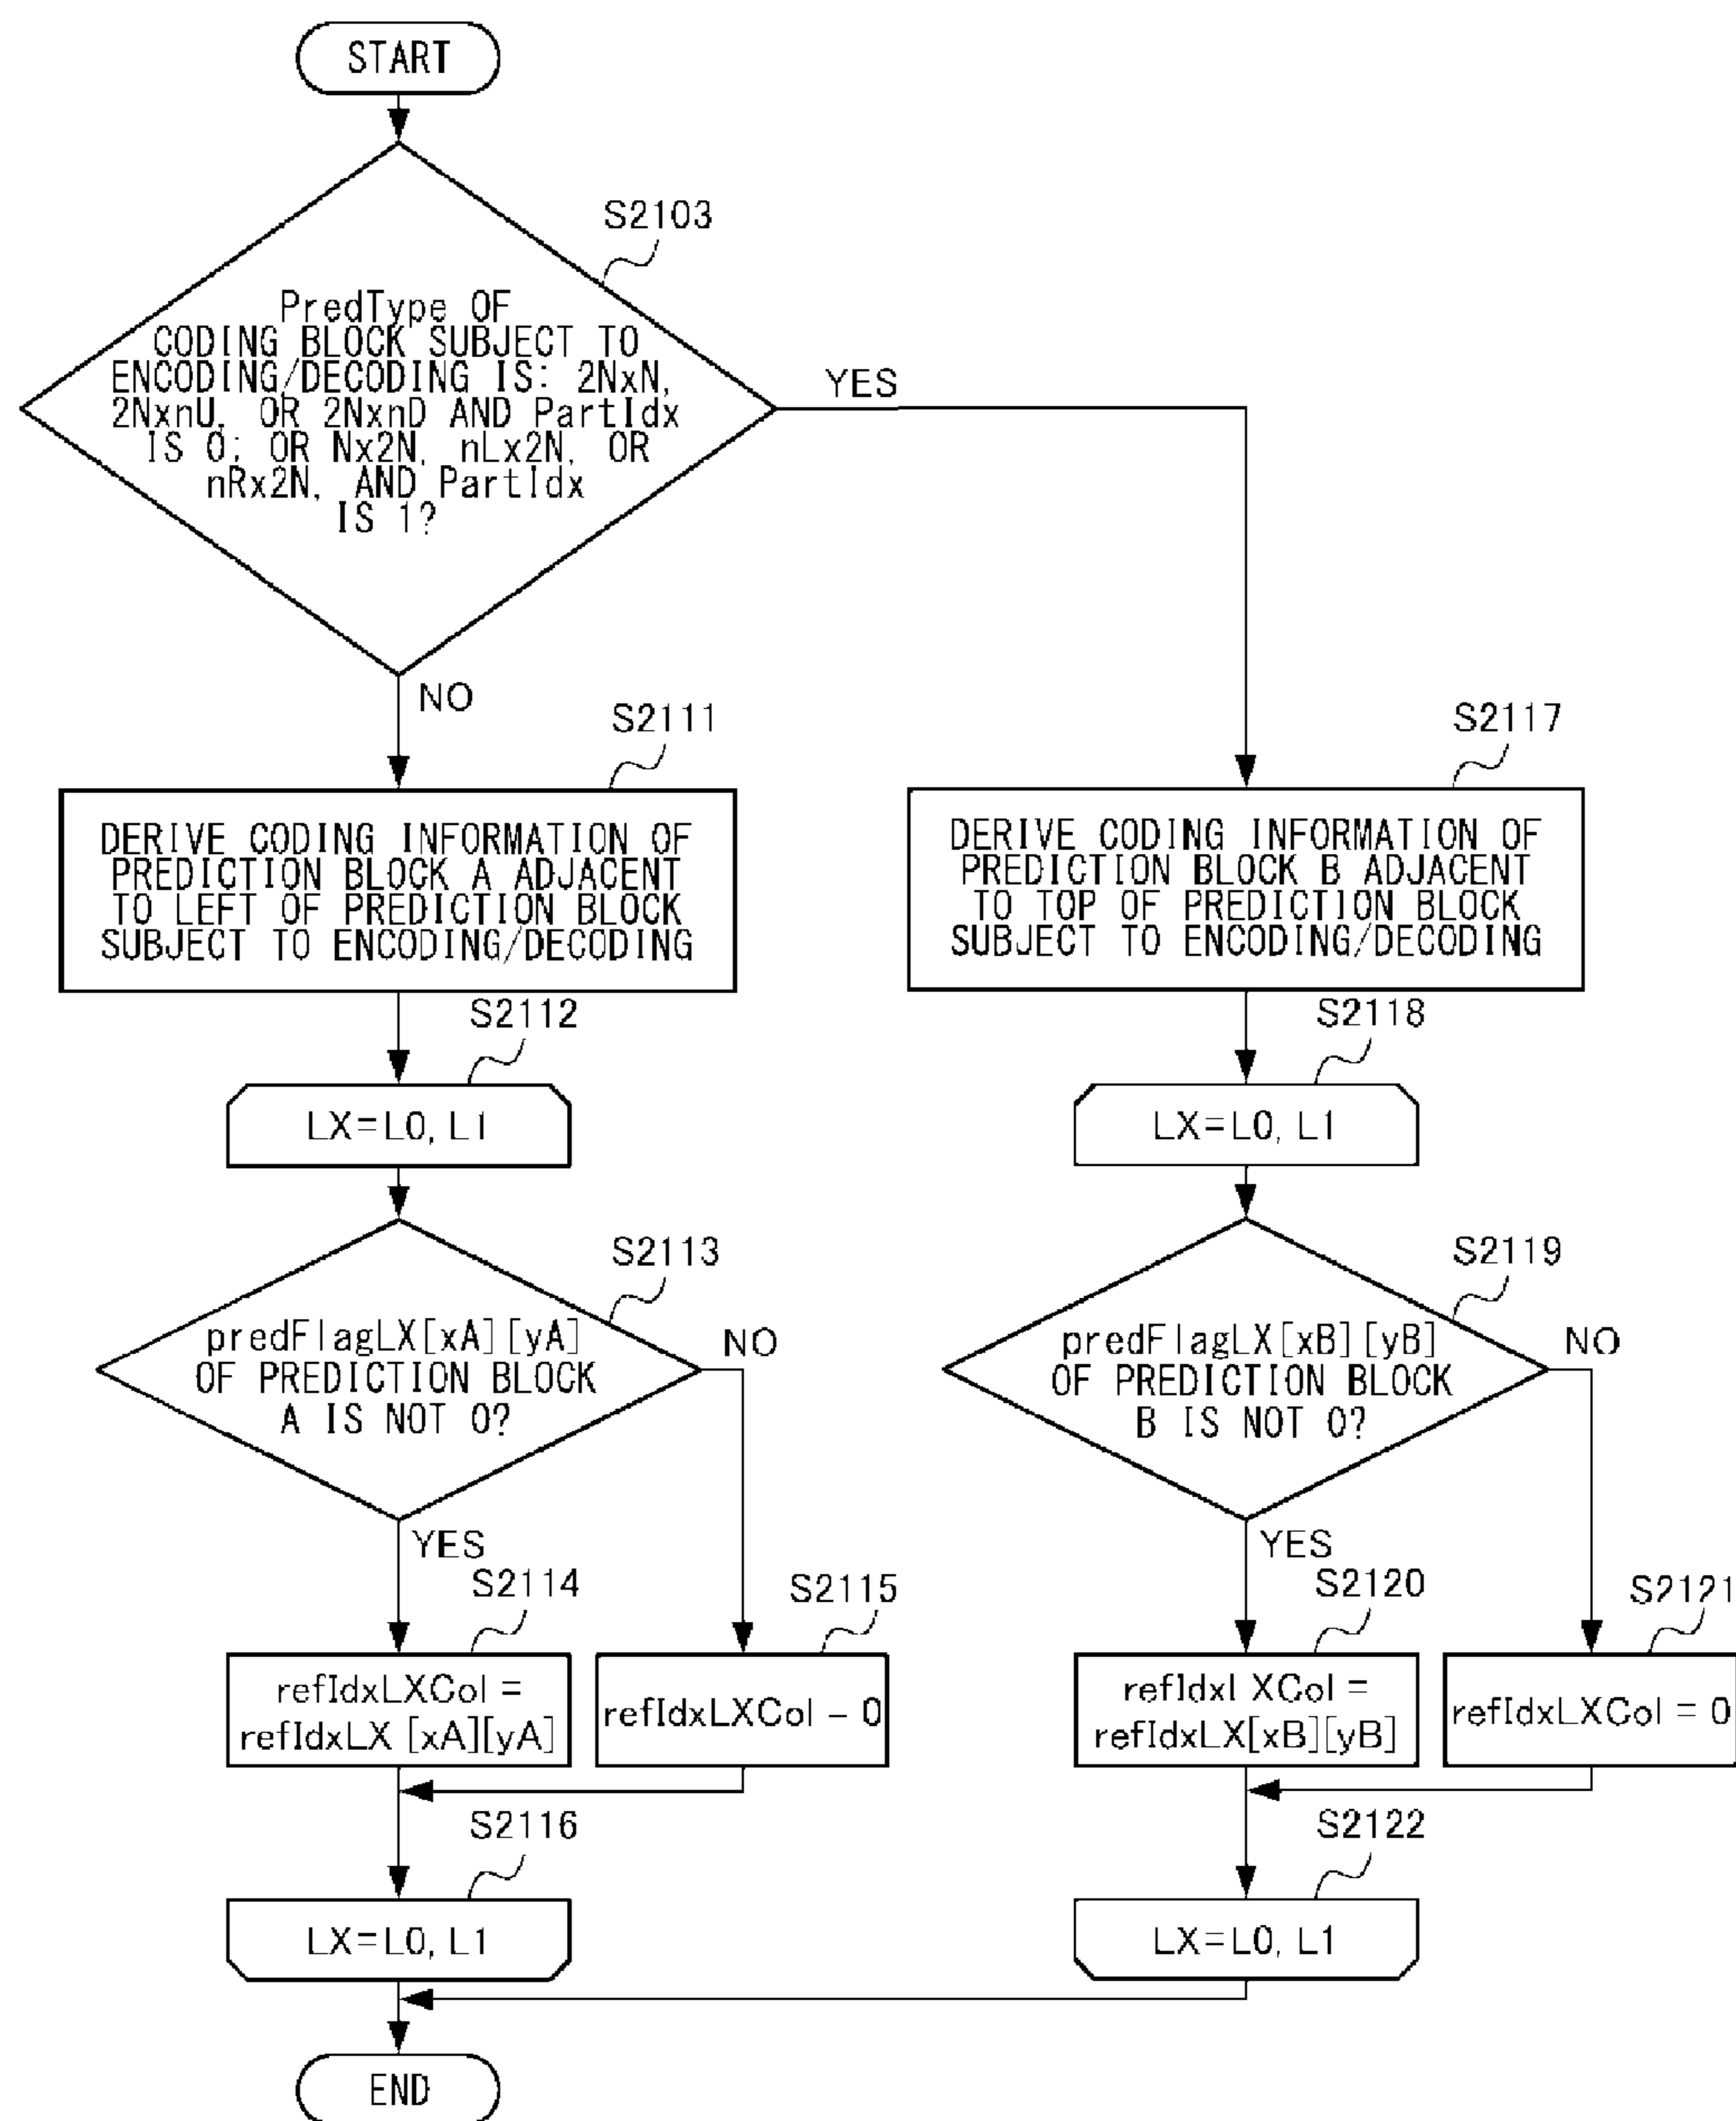 START
S2103
PredType OF
CODING BLOCK SUBJECT TO
ENCODING/DECODING IS: 2NxN,
2NxnU, OR 2NxnD AND PartIdx
IS 0; OR Nx2N, nLx2N, OR
nRx2N, AND PartIdx
IS 1?
YES
NO
S2111
DERIVE CODING INFORMATION OF
PREDICTION BLOCK A ADJACENT
TO LEFT OF PREDICTION BLOCK
SUBJECT TO ENCODING/DECODING
S2117
DERIVE CODING INFORMATION OF
PREDICTION BLOCK B ADJACENT
TO TOP OF PREDICTION BLOCK
SUBJECT TO ENCODING/DECODING
S2112
LX=L0, L1
S2118
LX=L0, L1
S2113
predFlagLX[xA][yA]
OF PREDICTION BLOCK
A IS NOT 0?
NO
YES
S2119
predFlagLX[xB][yB]
OF PREDICTION BLOCK
B IS NOT 0?
NO
YES
S2114
refIdxLXCol =
refIdxLX [xA][yA]
S2115
refIdxLXCol – 0
S2120
refIdxl XCol =
refIdxLX[xB][yB]
S2121
refIdxLXCol = 0
S2116
LX=L0, L1
S2122
LX=L0, L1
END